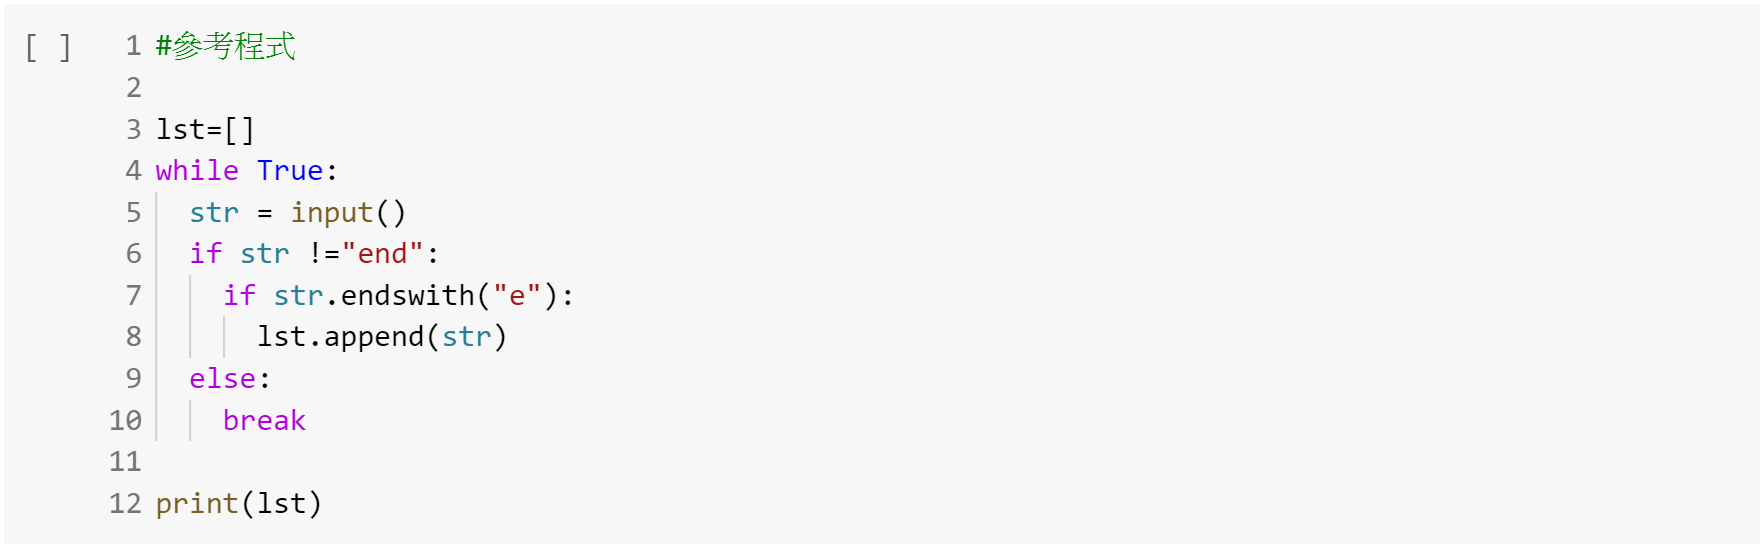 [ ] 1 #參考程式
2
3 lst=[]
4 while True:
5   str = input()
6   if str !="end":
7     if str.endswith("e"):
8       lst.append(str)
9   else:
10     break
11
12 print(lst)